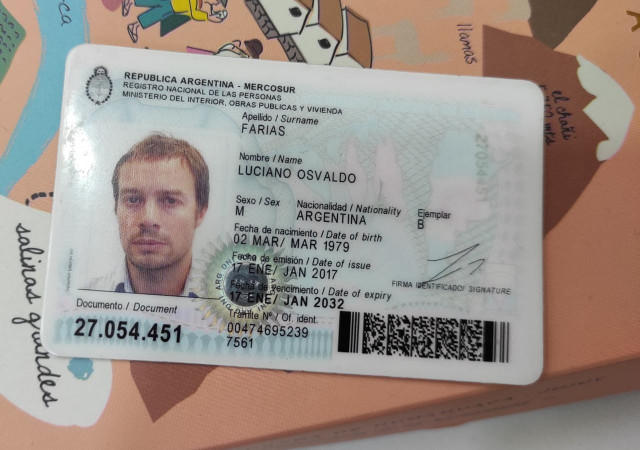 llamas
el chañi
salinas grandes
REPUBLICA ARGENTINA - MERCOSUR
REGISTRO NACIONAL DE LAS PERSONAS
MINISTERIO DEL INTERIOR, OBRAS PUBLICAS Y VIVIENDA
Apellido / Surname
FARIAS
Nombre / Name
LUCIANO OSVALDO
Sexo / Sex Nacionalidad / Nationality Ejemplar
M ARGENTINA B
Fecha de nacimiento / Date of birth
02 MAR/ MAR 1979
Fecha de emisión / Date of issue
17 ENE/ JAN 2017
Fecha de vencimiento / Date of expiry
17 ENE/ JAN 2032
FIRMA IDENTIFICADO/ SIGNATURE
Documento / Document
27.054.451
Trámite Nº / Of. ident.
00474695239
7561
27054451